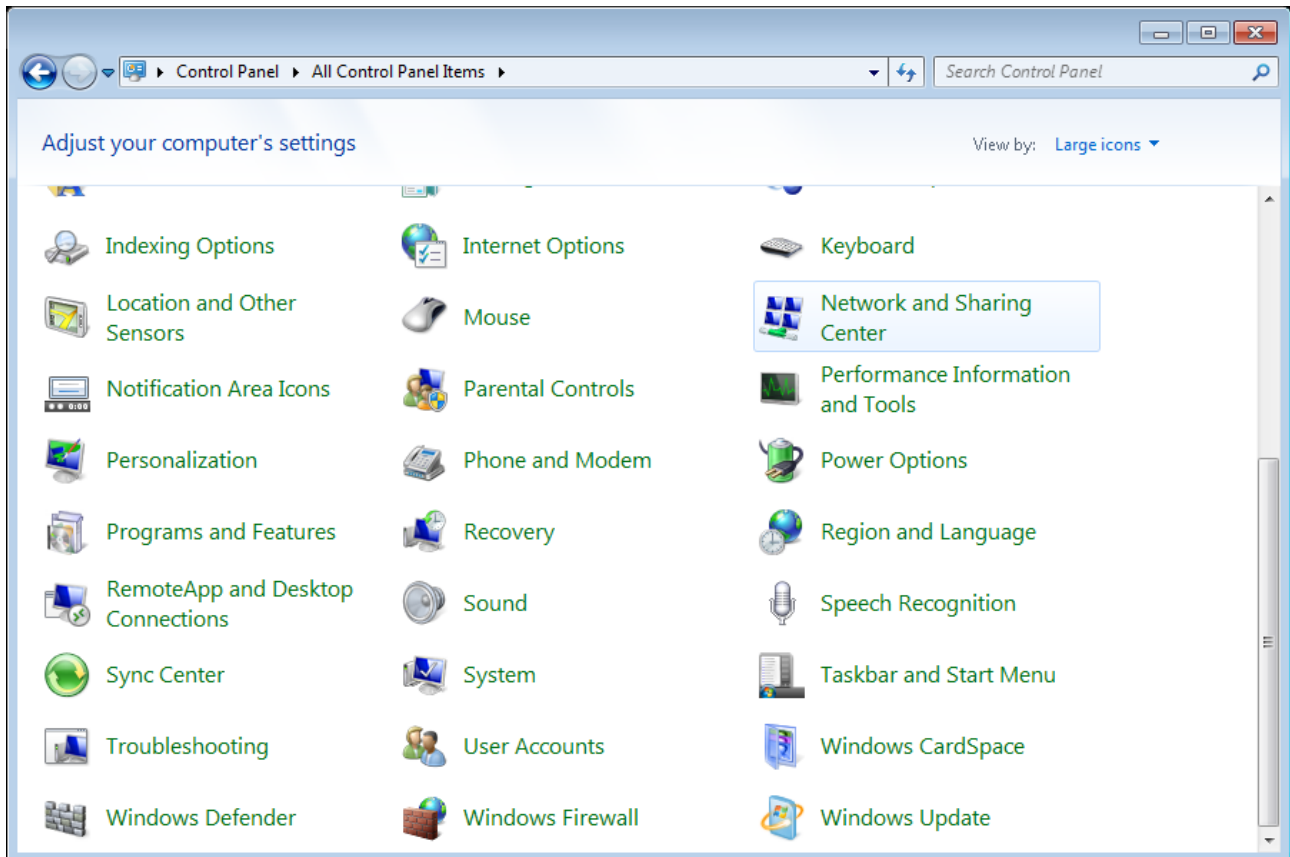 Control Panel
All Control Panel Items
Search Control Panel
Adjust your computer's settings
View by: Large icons
Indexing Options
Internet Options
Keyboard
Location and Other
Sensors
Mouse
Network and Sharing
Center
Notification Area Icons
Parental Controls
Performance Information
and Tools
Personalization
Phone and Modem
Power Options
Programs and Features
Recovery
Region and Language
RemoteApp and Desktop
Connections
Sound
Speech Recognition
Sync Center
System
Taskbar and Start Menu
Troubleshooting
User Accounts
Windows CardSpace
Windows Defender
Windows Firewall
Windows Update